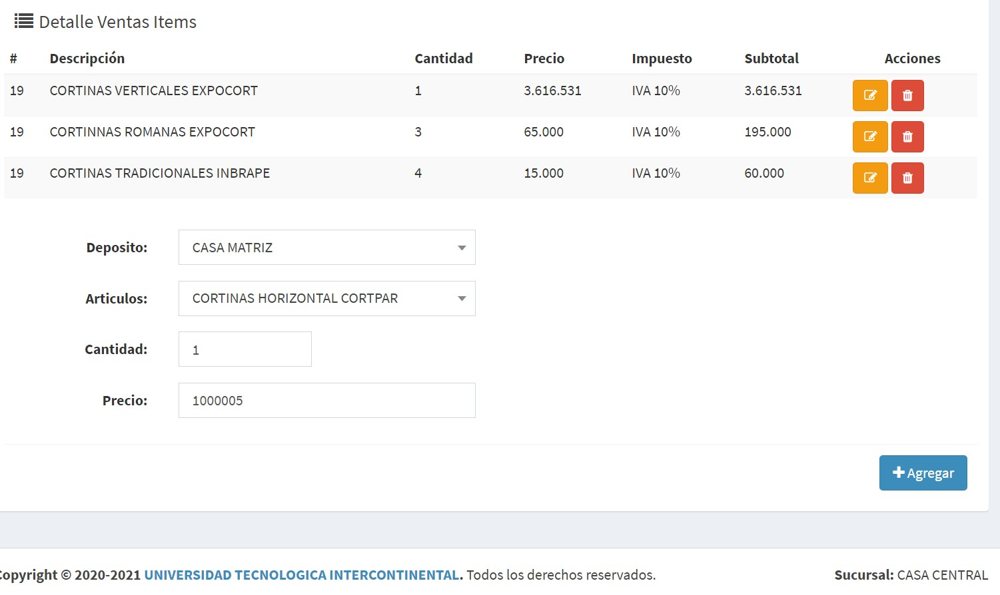 Detalle Ventas Items
# Descripción Cantidad Precio Impuesto Subtotal Acciones
19 CORTINAS VERTICALES EXPOCORT 1 3.616.531 IVA 10% 3.616.531
19 CORTINNAS ROMANAS EXPOCORT 3 65.000 IVA 10% 195.000
19 CORTINAS TRADICIONALES INBRAPE 4 15.000 IVA 10% 60.000
Deposito: CASA MATRIZ
Articulos: CORTINAS HORIZONTAL CORTPAR
Cantidad: 1
Precio: 1000005
Agregar
Copyright © 2020-2021 UNIVERSIDAD TECNOLOGICA INTERCONTINENTAL. Todos los derechos reservados. Sucursal: CASA CENTRAL